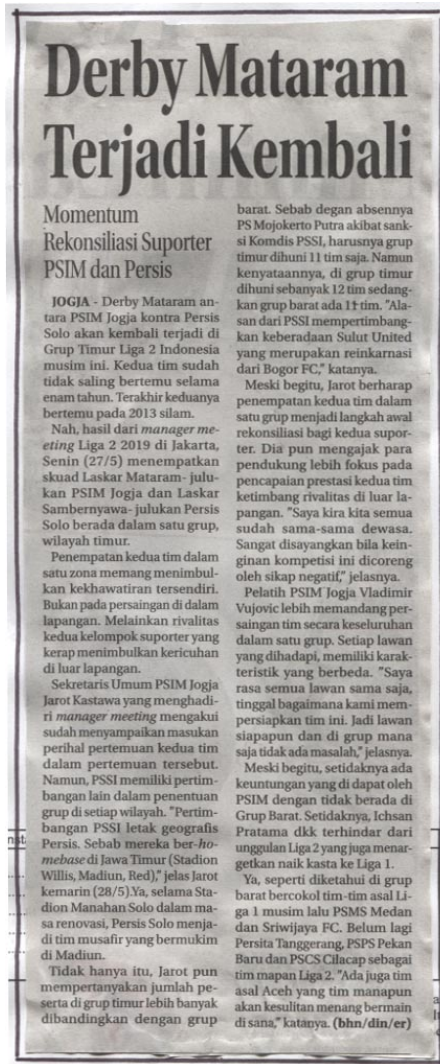 Derby Mataram
Terjadi Kembali
Momentum
Rekonsiliasi Suporter
PSIM dan Persis
JOGJA - Derby Mataram an-
tara PSIM Jogja kontra Persis
Solo akan kembali terjadi di
Grup Timur Liga 2 Indonesia
musim ini. Kedua tim sudah
tidak saling bertemu selama
enam tahun. Terakhir keduanya
bertemu pada 2013 silam.
Nah, hasil dari manager me-
eting Liga 2 2019 di Jakarta,
Senin (27/5) menempatkan
skuad Laskar Mataram- julu-
kan PSIM Jogja dan Laskar
Sambernyawa- julukan Persis
Solo berada dalam satu grup,
wilayah timur.
Penempatan kedua tim dalam
satu zona memang menimbul-
kan kekhawatiran tersendiri.
Bukan pada persaingan di dalam
lapangan. Melainkan rivalitas
kedua kelompok suporter yang
kerap menimbulkan kericuhan
di luar lapangan.
Sekretaris Umum PSIM Jogja
Jarot Kastawa yang menghadi-
ri manager meeting mengakui
sudah menyampaikan masukan
perihal pertemuan kedua tim
dalam pertemuan tersebut.
Namun, PSSI memiliki pertim-
bangan lain dalam penentuan
grup di setiap wilayah. "Pertim-
bangan PSSI letak geografis
Persis. Sebab mereka ber-ho-
mebase di Jawa Timur (Stadion
Willis, Madiun, Red)," jelas Jarot
kemarin (28/5).Ya, selama Sta-
dion Manahan Solo dalam ma-
sa renovasi, Persis Solo menja-
di tim musafir yang bermukim
di Madiun.
Tidak hanya itu, Jarot pun
mempertanyakan jumlah pe-
serta di grup timur lebih banyak
dibandingkan dengan grup
barat. Sebab degan absennya
PS Mojokerto Putra akibat sank-
si Komdis PSSI, harusnya grup
timur dihuni 11 tim saja. Namun
kenyataannya, di grup timur
dihuni sebanyak 12 tim sedang-
kan grup barat ada 11 tim. "Ala-
san dari PSSI mempertimbang-
kan keberadaan Sulut United
yang merupakan reinkarnasi
dari Bogor FC," katanya.
Meski begitu, Jarot berharap
penempatan kedua tim dalam
satu grup menjadi langkah awal
rekonsiliasi bagi kedua supor-
ter. Dia pun mengajak para
pendukung lebih fokus pada
pencapaian prestasi kedua tim
ketimbang rivalitas di luar la-
pangan. "Saya kira kita semua
sudah sama-sama dewasa.
Sangat disayangkan bila kein-
ginan kompetisi ini dicoreng
oleh sikap negatif," jelasnya.
Pelatih PSIM Jogja Vladimir
Vujovic lebih memandang per-
saingan tim secara keseluruhan
dalam satu grup. Setiap lawan
yang dihadapi, memiliki karak-
teristik yang berbeda. "Saya
rasa semua lawan sama saja,
tinggal bagaimana kami mem-
persiapkan tim ini. Jadi lawan
siapapun dan di grup mana
saja tidak ada masalah," jelasnya.
Meski begitu, setidaknya ada
keuntungan yang di dapat oleh
PSIM dengan tidak berada di
Grup Barat. Setidaknya, Ichsan
Pratama dkk terhindar dari
unggulan Liga 2 yang juga menar-
getkan naik kasta ke Liga 1.
Ya, seperti diketahui di grup
barat bercokol tim-tim asal Li-
ga 1 musim lalu PSMS Medan
dan Sriwijaya FC. Belum lagi
Persita Tanggerang, PSPS Pekan
Baru dan PSCS Cilacap sebagai
tim mapan Liga 2. "Ada juga tim
asal Aceh yang tim manapun
akan kesulitan menang bermain
di sana," katanya. (bhn/din/er)